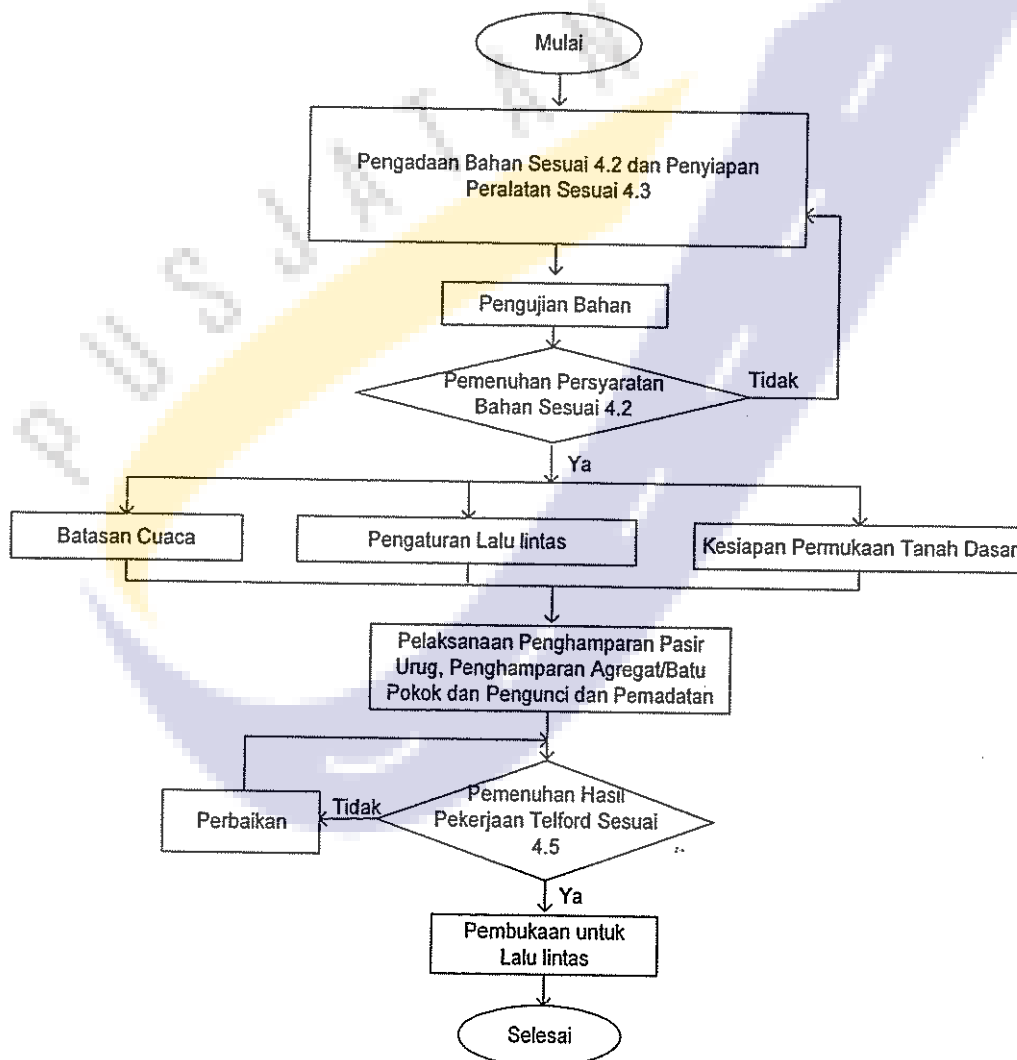 Mulai
Pengadaan Bahan Sesuai 4.2 dan Penyiapan
Peralatan Sesuai 4.3
Pengujian Bahan
Pemenuhan Persyaratan
Bahan Sesuai 4.2
Tidak
Ya
Batasan Cuaca
Pengaturan Lalu lintas
Kesiapan Permukaan Tanah Dasar
Pelaksanaan Penghamparan Pasir
Urug, Penghamparan Agregat/Batu
Pokok dan Pengunci dan Pemadatan
Perbaikan
Tidak
Pemenuhan Hasil
Pekerjaan Telford Sesuai
4.5
Ya
Pembukaan untuk
Lalu lintas
Selesai
PUSJATAN